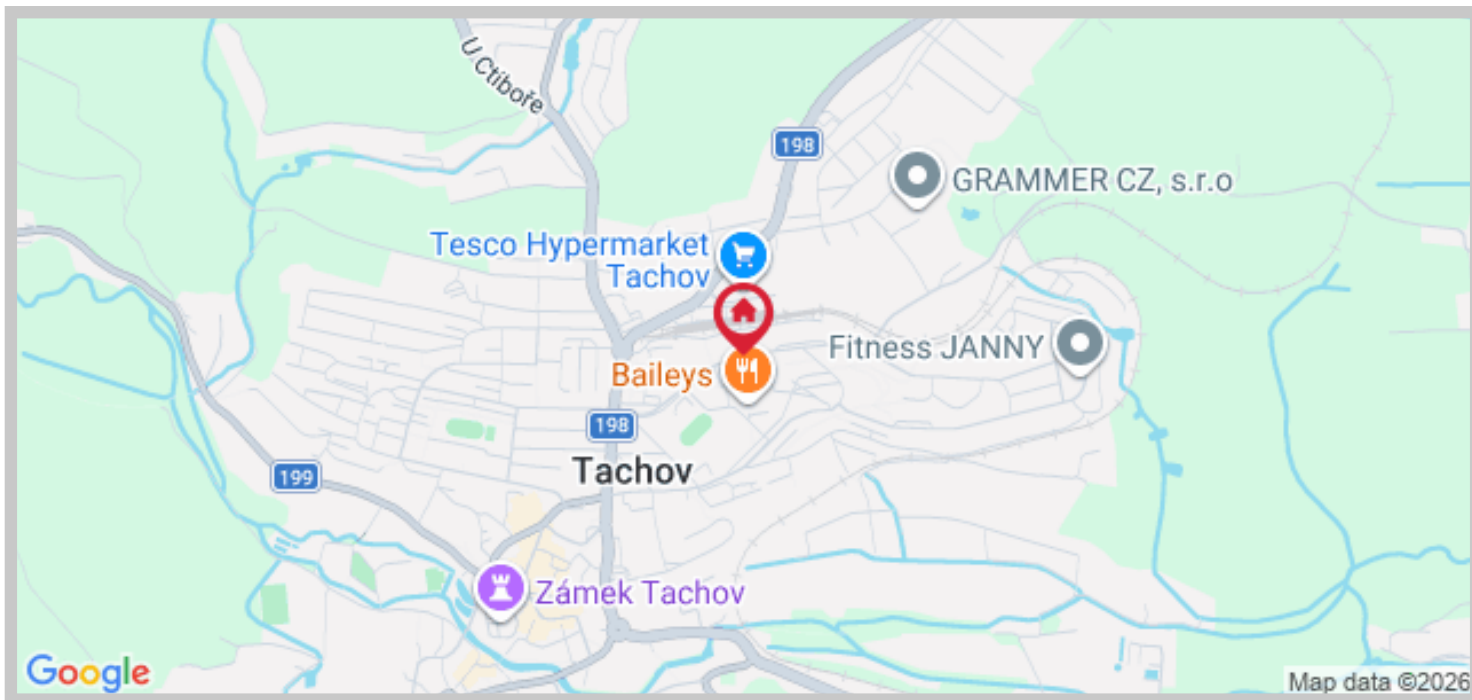 U Ctiboře
198
GRAMMER CZ, s.r.o
Tesco Hypermarket
Tachov
Fitness JANNY
Baileys
198
Tachov
199
Zámek Tachov
Google
Map data ©2026